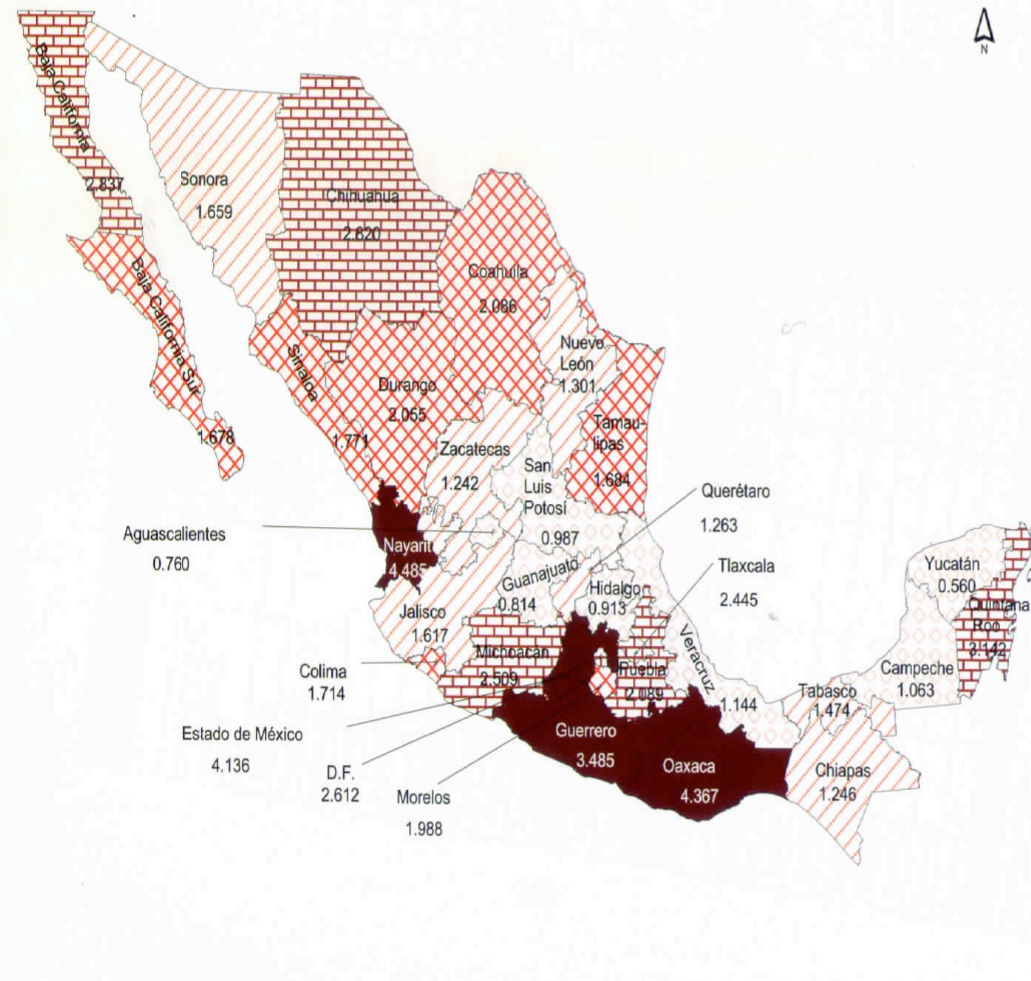 N
Baja California
2.837
Sonora
1.659
Chihuahua
2.620
Coahuila
2.086
Baja California Sur
1.678
Sinaloa
1.771
Durango
2.055
Nuevo
León
1.301
Tamau-
lipas
1.684
Zacatecas
1.242
San
Luis
Potosí
0.987
Querétaro
1.263
Aguascalientes
0.760
Nayarit
4.485
Guanajuato
0.814
Hidalgo
0.913
Tlaxcala
2.445
Yucatán
0.560
Quintana
Roo
3.142
Jalisco
1.617
Michoacán
2.509
Puebla
2.089
Veracruz
1.144
Campeche
1.063
Tabasco
1.474
Colima
1.714
Estado de México
4.136
Guerrero
3.485
Oaxaca
4.367
Chiapas
1.246
D.F.
2.612
Morelos
1.988